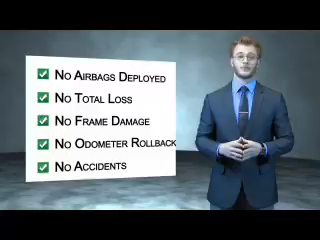 No Airbags Deployed
No Total Loss
No Frame Damage
No Odometer Rollback
No Accidents